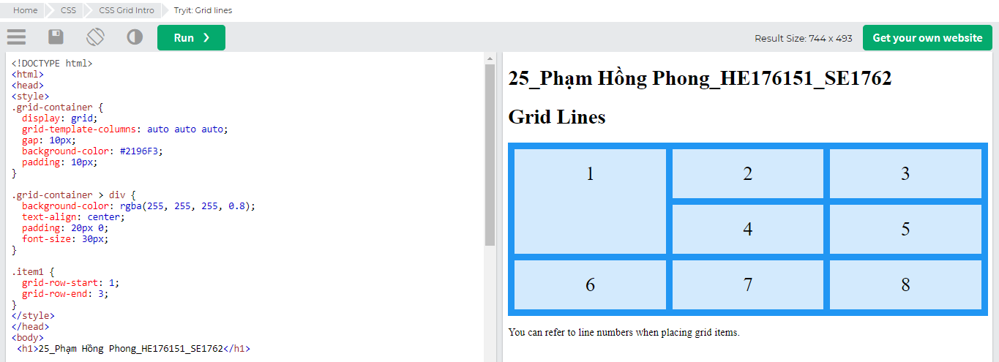 Home CSS CSS Grid Intro Tryit: Grid lines
Run ❯
Result Size: 744 x 493
Get your own website
<!DOCTYPE html>
<html>
<head>
<style>
.grid-container {
  display: grid;
  grid-template-columns: auto auto auto;
  gap: 10px;
  background-color: #2196F3;
  padding: 10px;
}

.grid-container > div {
  background-color: rgba(255, 255, 255, 0.8);
  text-align: center;
  padding: 20px 0;
  font-size: 30px;
}

.item1 {
  grid-row-start: 1;
  grid-row-end: 3;
}
</style>
</head>
<body>
 <h1>25_Phạm Hồng Phong_HE176151_SE1762</h1>
25_Phạm Hồng Phong_HE176151_SE1762
Grid Lines
1 2 3
4 5
6 7 8
You can refer to line numbers when placing grid items.